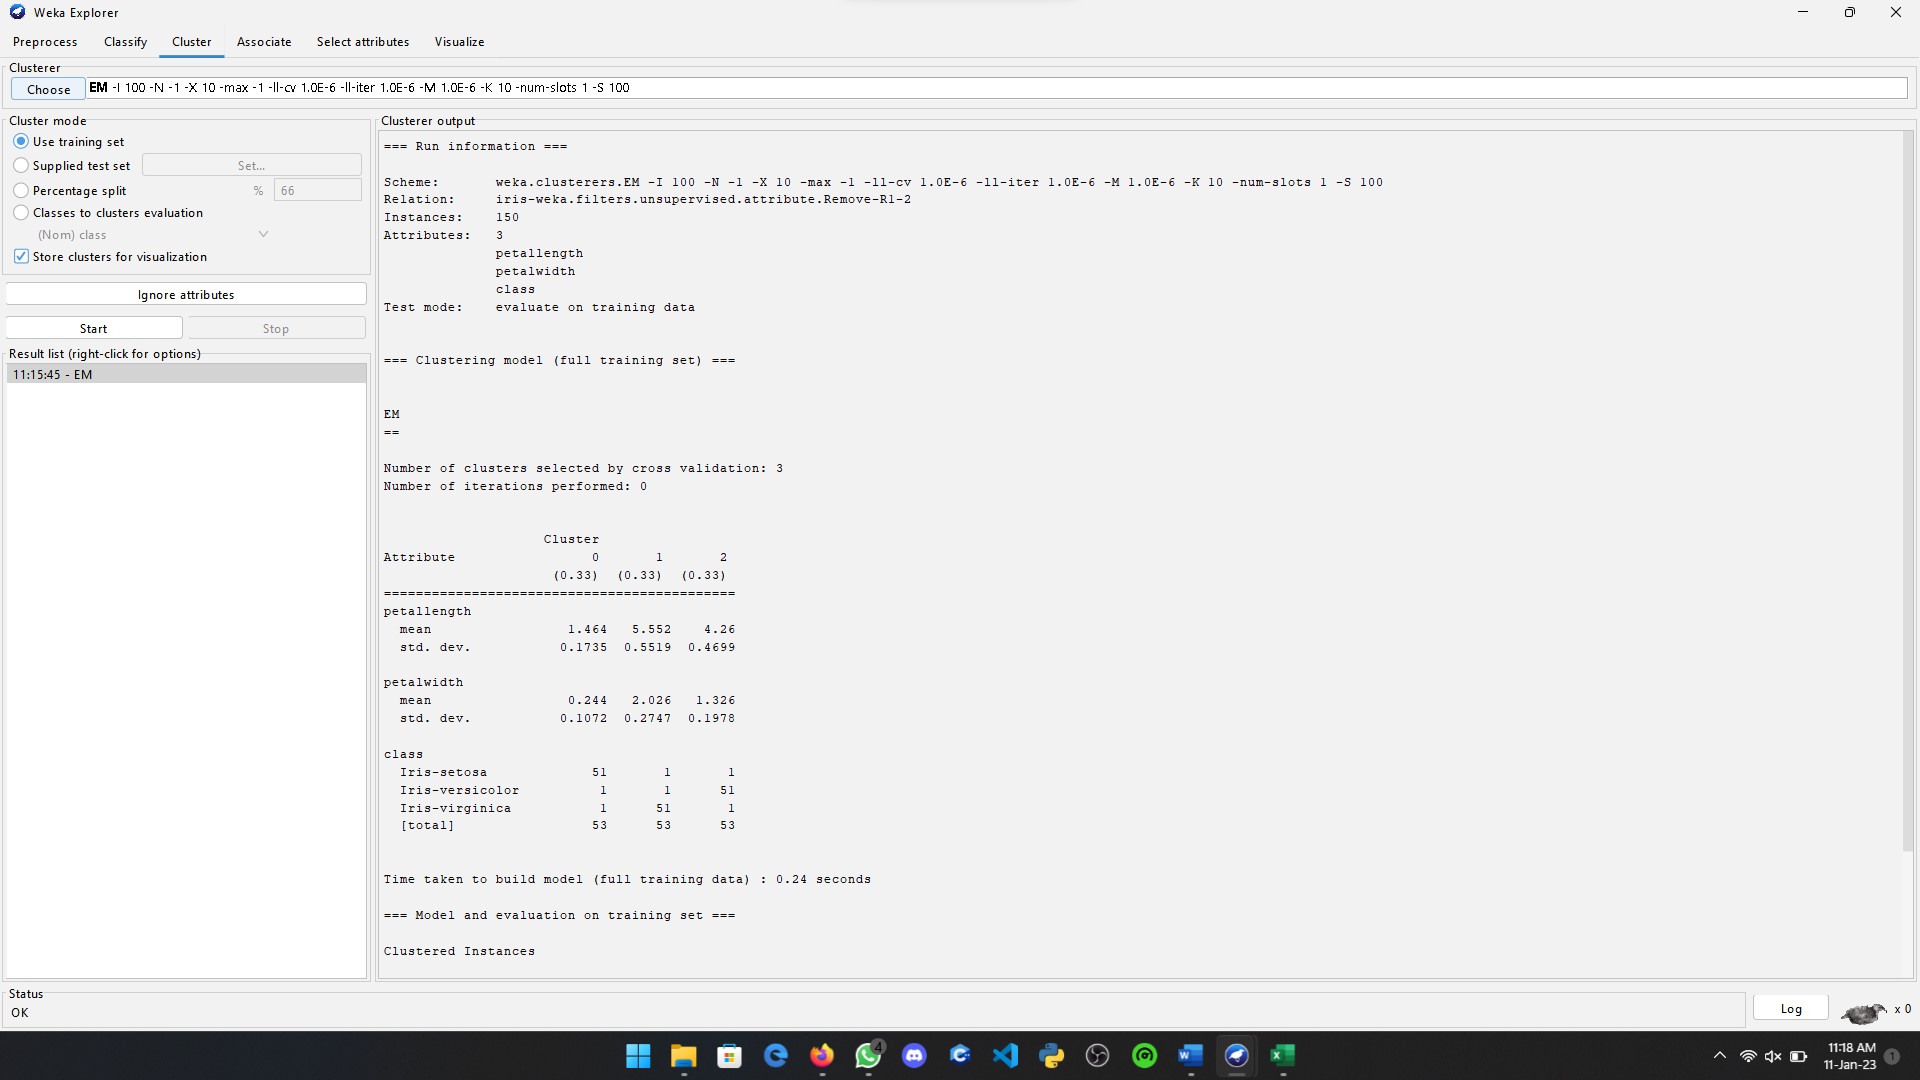 Weka Explorer
Preprocess Classify Cluster Associate Select attributes Visualize
Clusterer
Choose EM -I 100 -N -1 -X 10 -max -1 -ll-cv 1.0E-6 -ll-iter 1.0E-6 -M 1.0E-6 -K 10 -num-slots 1 -S 100
Cluster mode
Use training set
Supplied test set Set...
Percentage split % 66
Classes to clusters evaluation
(Nom) class
Store clusters for visualization
Ignore attributes
Start Stop
Result list (right-click for options)
11:15:45 - EM
Clusterer output
=== Run information ===
Scheme: weka.clusterers.EM -I 100 -N -1 -X 10 -max -1 -ll-cv 1.0E-6 -ll-iter 1.0E-6 -M 1.0E-6 -K 10 -num-slots 1 -S 100
Relation: iris-weka.filters.unsupervised.attribute.Remove-R1-2
Instances: 150
Attributes: 3
petallength
petalwidth
class
Test mode: evaluate on training data
=== Clustering model (full training set) ===
EM
==
Number of clusters selected by cross validation: 3
Number of iterations performed: 0
Cluster
Attribute 0 1 2
(0.33) (0.33) (0.33)
============================================
petallength
mean 1.464 5.552 4.26
std. dev. 0.1735 0.5519 0.4699
petalwidth
mean 0.244 2.026 1.326
std. dev. 0.1072 0.2747 0.1978
class
Iris-setosa 51 1 1
Iris-versicolor 1 1 51
Iris-virginica 1 51 1
[total] 53 53 53
Time taken to build model (full training data) : 0.24 seconds
=== Model and evaluation on training set ===
Clustered Instances
Status
OK
Log x 0
4
11:18 AM
11-Jan-23
1